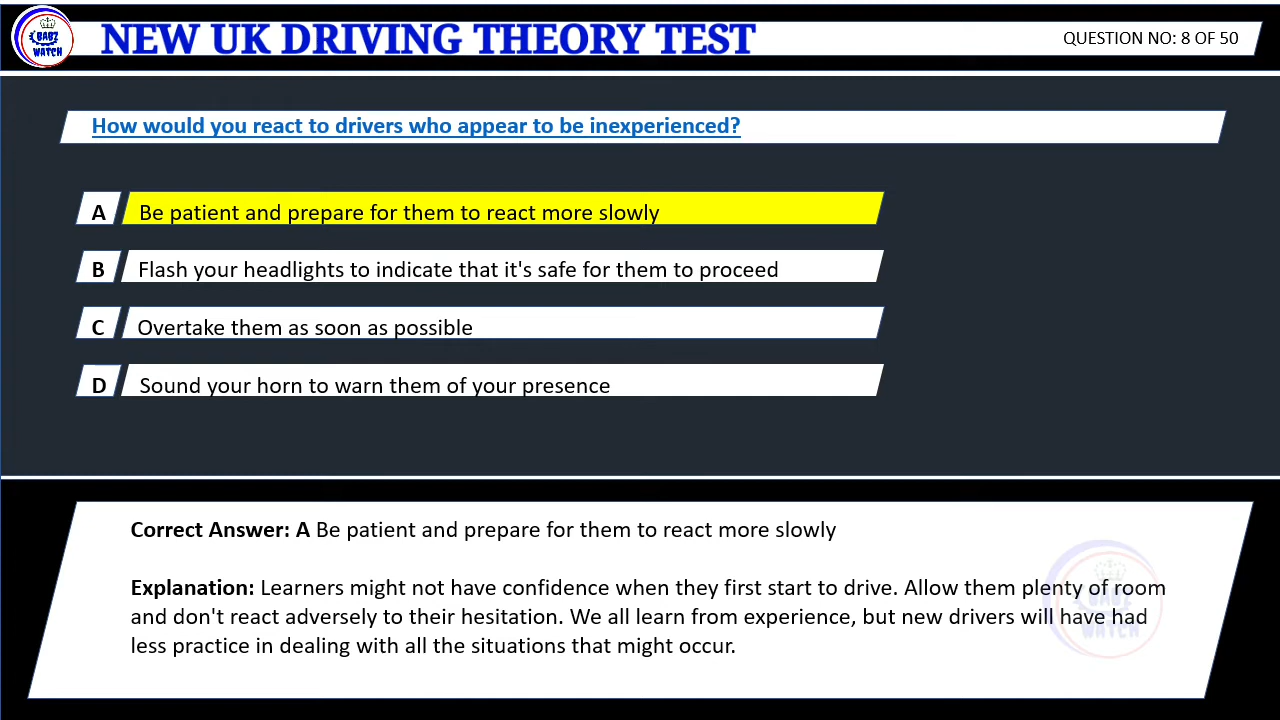 BABZ WATCH
NEW UK DRIVING THEORY TEST
QUESTION NO: 8 OF 50
How would you react to drivers who appear to be inexperienced?
A Be patient and prepare for them to react more slowly
B Flash your headlights to indicate that it's safe for them to proceed
C Overtake them as soon as possible
D Sound your horn to warn them of your presence
Correct Answer: A Be patient and prepare for them to react more slowly
Explanation: Learners might not have confidence when they first start to drive. Allow them plenty of room
and don't react adversely to their hesitation. We all learn from experience, but new drivers will have had
less practice in dealing with all the situations that might occur.
BABZ WATCH